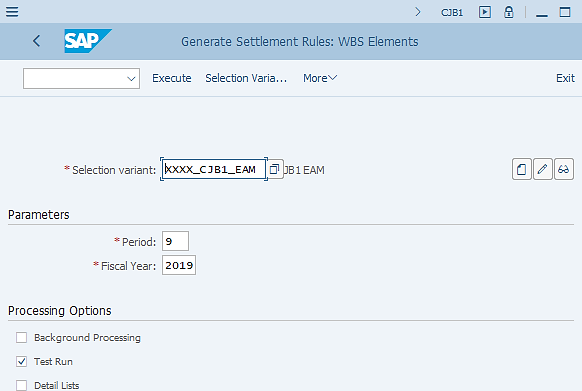 CJB1
SAP Generate Settlement Rules: WBS Elements
Execute Selection Varia... More Exit
*Selection variant: XXXX_CJB1_EAM JB1 EAM
Parameters
*Period: 9
*Fiscal Year: 2019
Processing Options
Background Processing
Test Run
Detail Lists